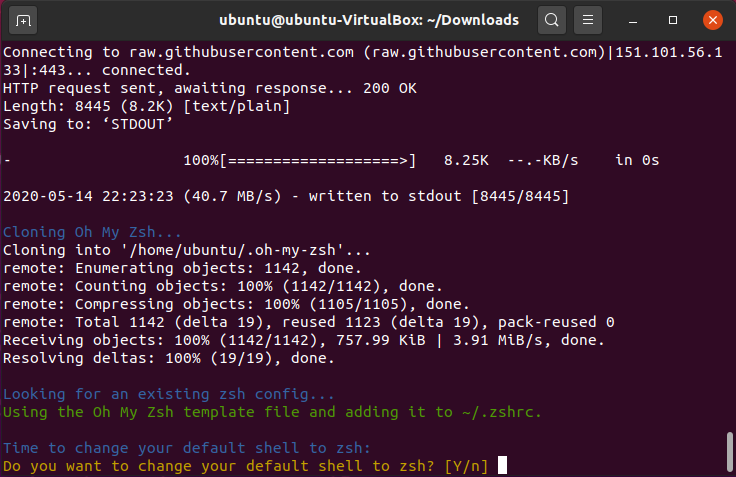 ubuntu@ubuntu-VirtualBox: ~/Downloads
Connecting to raw.githubusercontent.com (raw.githubusercontent.com)|151.101.56.1
33|:443... connected.
HTTP request sent, awaiting response... 200 OK
Length: 8445 (8.2K) [text/plain]
Saving to: ‘STDOUT’
-                   100%[===================>]   8.25K  --.-KB/s    in 0s
2020-05-14 22:23:23 (40.7 MB/s) - written to stdout [8445/8445]
Cloning Oh My Zsh...
Cloning into '/home/ubuntu/.oh-my-zsh'...
remote: Enumerating objects: 1142, done.
remote: Counting objects: 100% (1142/1142), done.
remote: Compressing objects: 100% (1105/1105), done.
remote: Total 1142 (delta 19), reused 1123 (delta 19), pack-reused 0
Receiving objects: 100% (1142/1142), 757.99 KiB | 3.91 MiB/s, done.
Resolving deltas: 100% (19/19), done.
Looking for an existing zsh config...
Using the Oh My Zsh template file and adding it to ~/.zshrc.
Time to change your default shell to zsh:
Do you want to change your default shell to zsh? [Y/n]